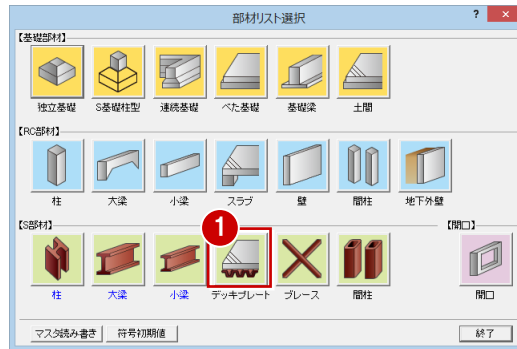 部材リスト選択
? ×
【基礎部材】
独立基礎 S基礎柱型 連続基礎 べた基礎 基礎梁 土間
【RC部材】
柱 大梁 小梁 スラブ 壁 間柱 地下外壁
【S部材】 【開口】
1
柱 大梁 小梁 デッキプレート ブレース 間柱 開口
マスタ読み書き 符号初期値 終了